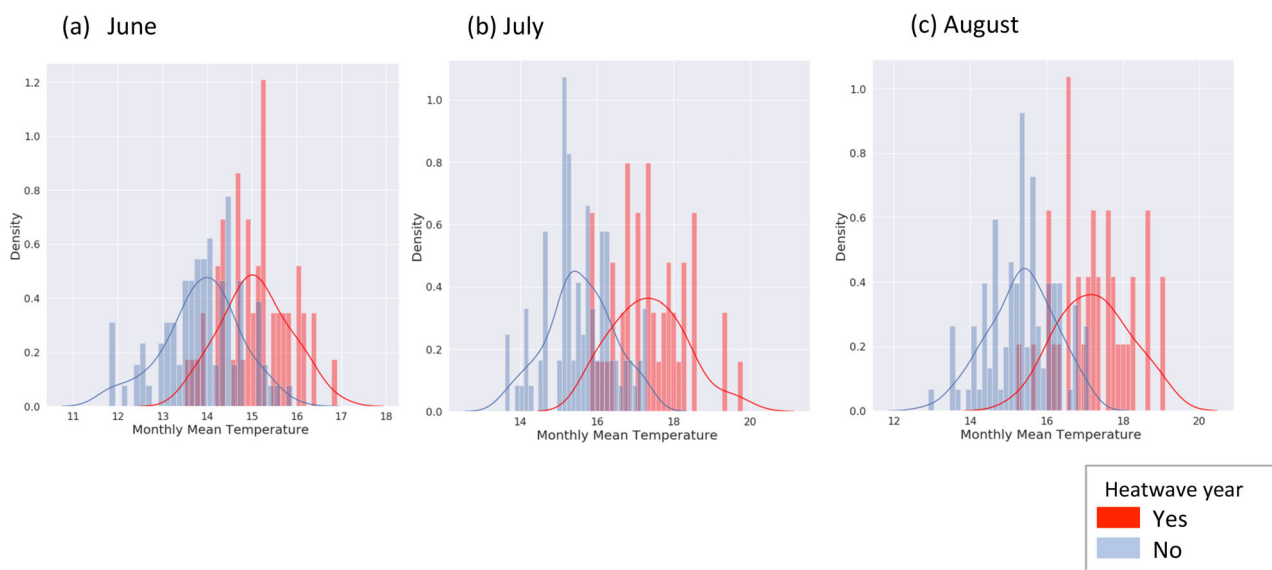 (a) June
(b) July
(c) August
1.2
1.0
0.8
0.6
0.4
0.2
0.0
Density
11 12 13 14 15 16 17 18
Monthly Mean Temperature
1.0
0.8
0.6
0.4
0.2
0.0
Density
14 16 18 20
Monthly Mean Temperature
1.0
0.8
0.6
0.4
0.2
0.0
Density
12 14 16 18 20
Monthly Mean Temperature
Heatwave year
Yes
No